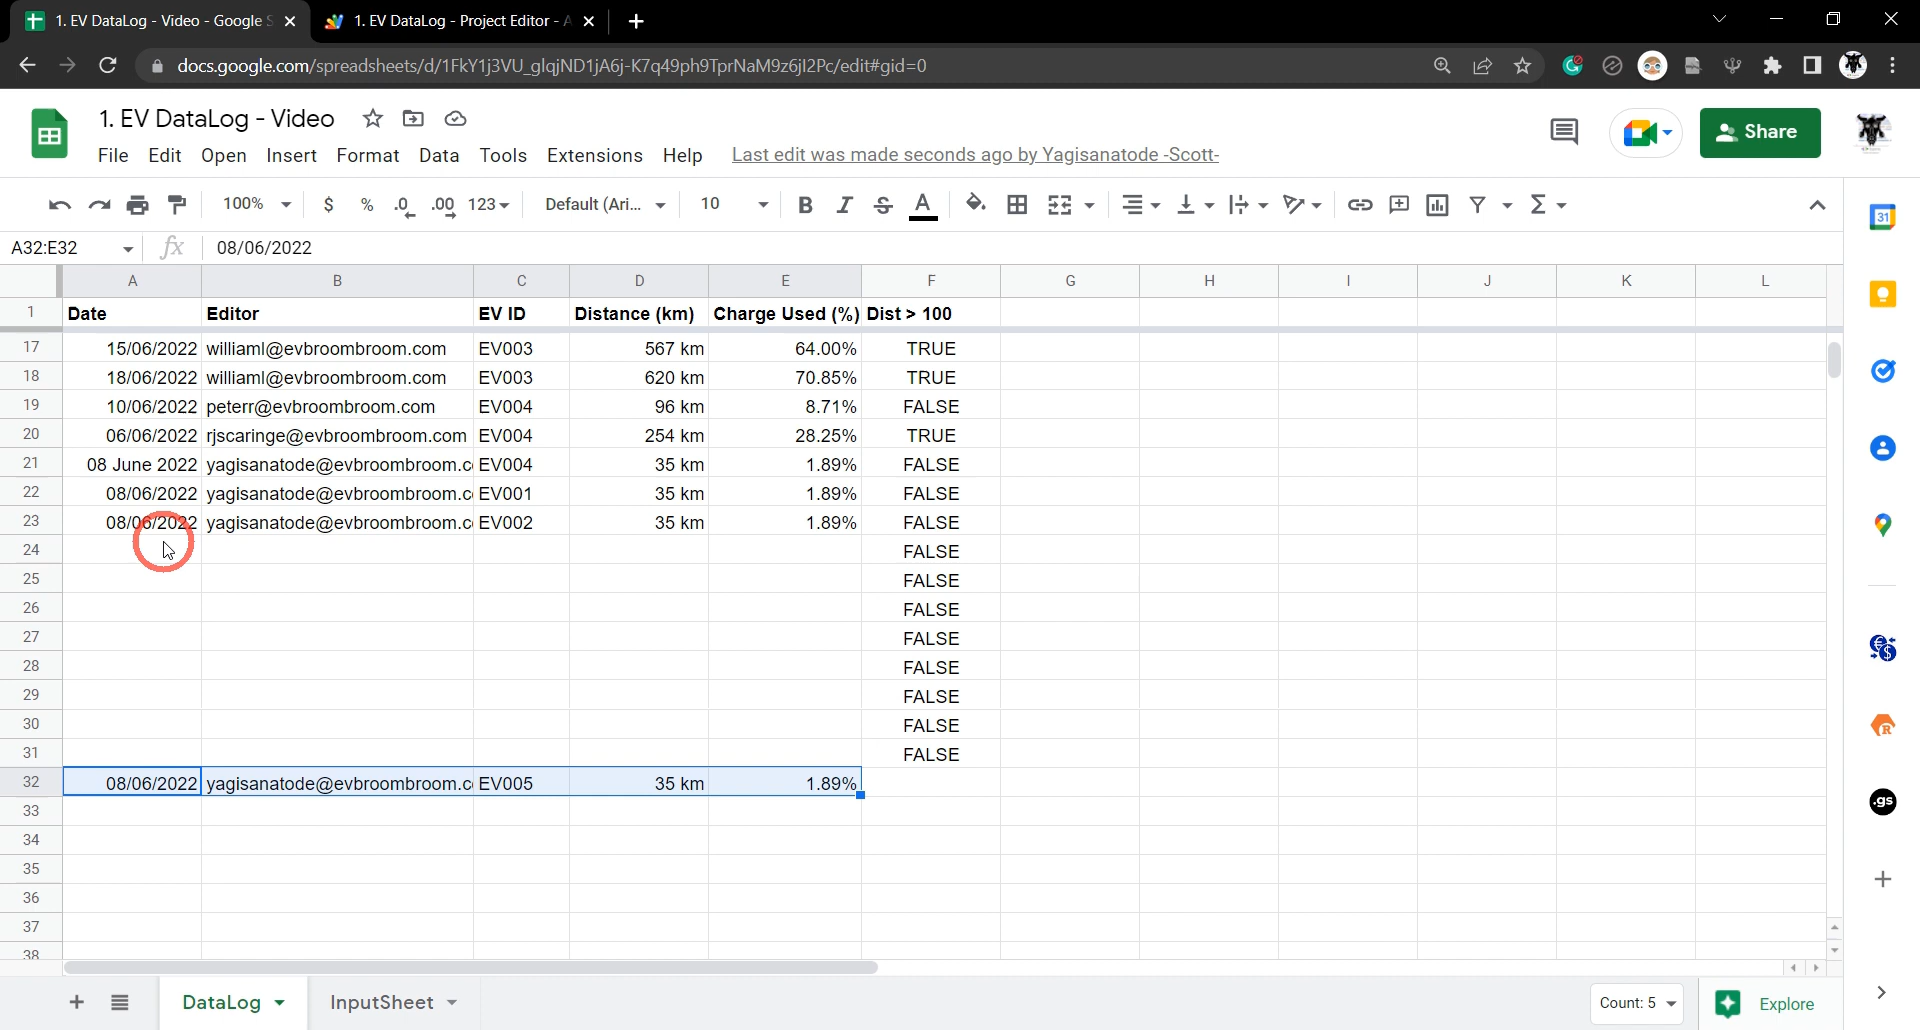 1. EV DataLog - Video - Google S
1. EV DataLog - Project Editor - A
docs.google.com/spreadsheets/d/1FkY1j3VU_glqjND1jA6j-K7q49ph9TprNaM9z6jl2Pc/edit#gid=0
1. EV DataLog - Video
File Edit Open Insert Format Data Tools Extensions Help Last edit was made seconds ago by Yagisanatode -Scott-
Share
31
100% $ % .0 .00 123 Default (Ari... 10 B I S A Σ
A32:E32 fx 08/06/2022
A B C D E F G H I J K L
1 Date Editor EV ID Distance (km) Charge Used (%) Dist > 100
17 15/06/2022 williaml@evbroombroom.com EV003 567 km 64.00% TRUE
18 18/06/2022 williaml@evbroombroom.com EV003 620 km 70.85% TRUE
19 10/06/2022 peterr@evbroombroom.com EV004 96 km 8.71% FALSE
20 06/06/2022 rjscaringe@evbroombroom.com EV004 254 km 28.25% TRUE
21 08 June 2022 yagisanatode@evbroombroom.c EV004 35 km 1.89% FALSE
22 08/06/2022 yagisanatode@evbroombroom.c EV001 35 km 1.89% FALSE
23 08/06/2022 yagisanatode@evbroombroom.c EV002 35 km 1.89% FALSE
24 FALSE
25 FALSE
26 FALSE
27 FALSE
28 FALSE
29 FALSE
30 FALSE
31 FALSE
32 08/06/2022 yagisanatode@evbroombroom.c EV005 35 km 1.89%
33
34
35
36
37
38
.gs
DataLog InputSheet Count: 5 Explore